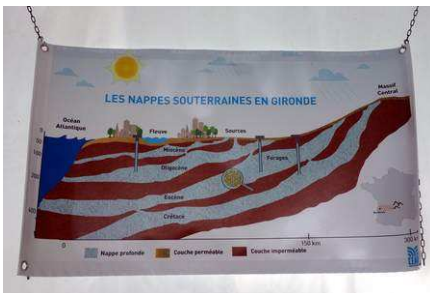 LES NAPPES SOUTERRAINES EN GIRONDE
Massif
Central
Océan
Atlantique
Fleuve
Sources
Forages
Miocène
Oligocène
Eocène
Crétacé
0
0
150 km
300 k
Nappe profonde
Couche perméable
Couche imperméable